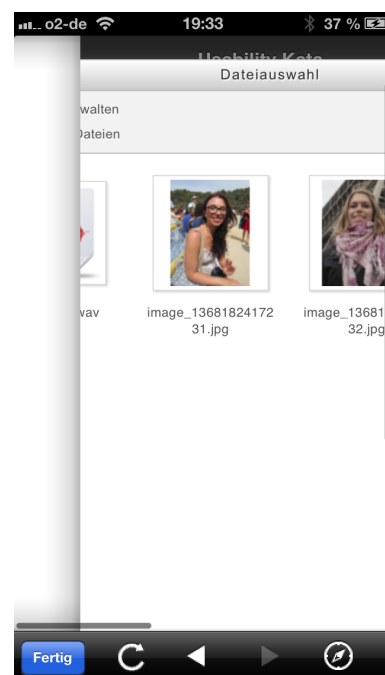 o2-de 19:33 37 %
Usability Kata
Dateiauswahl
walten
Dateien
wav
image_13681824172
31.jpg
image_13681
32.jpg
Fertig